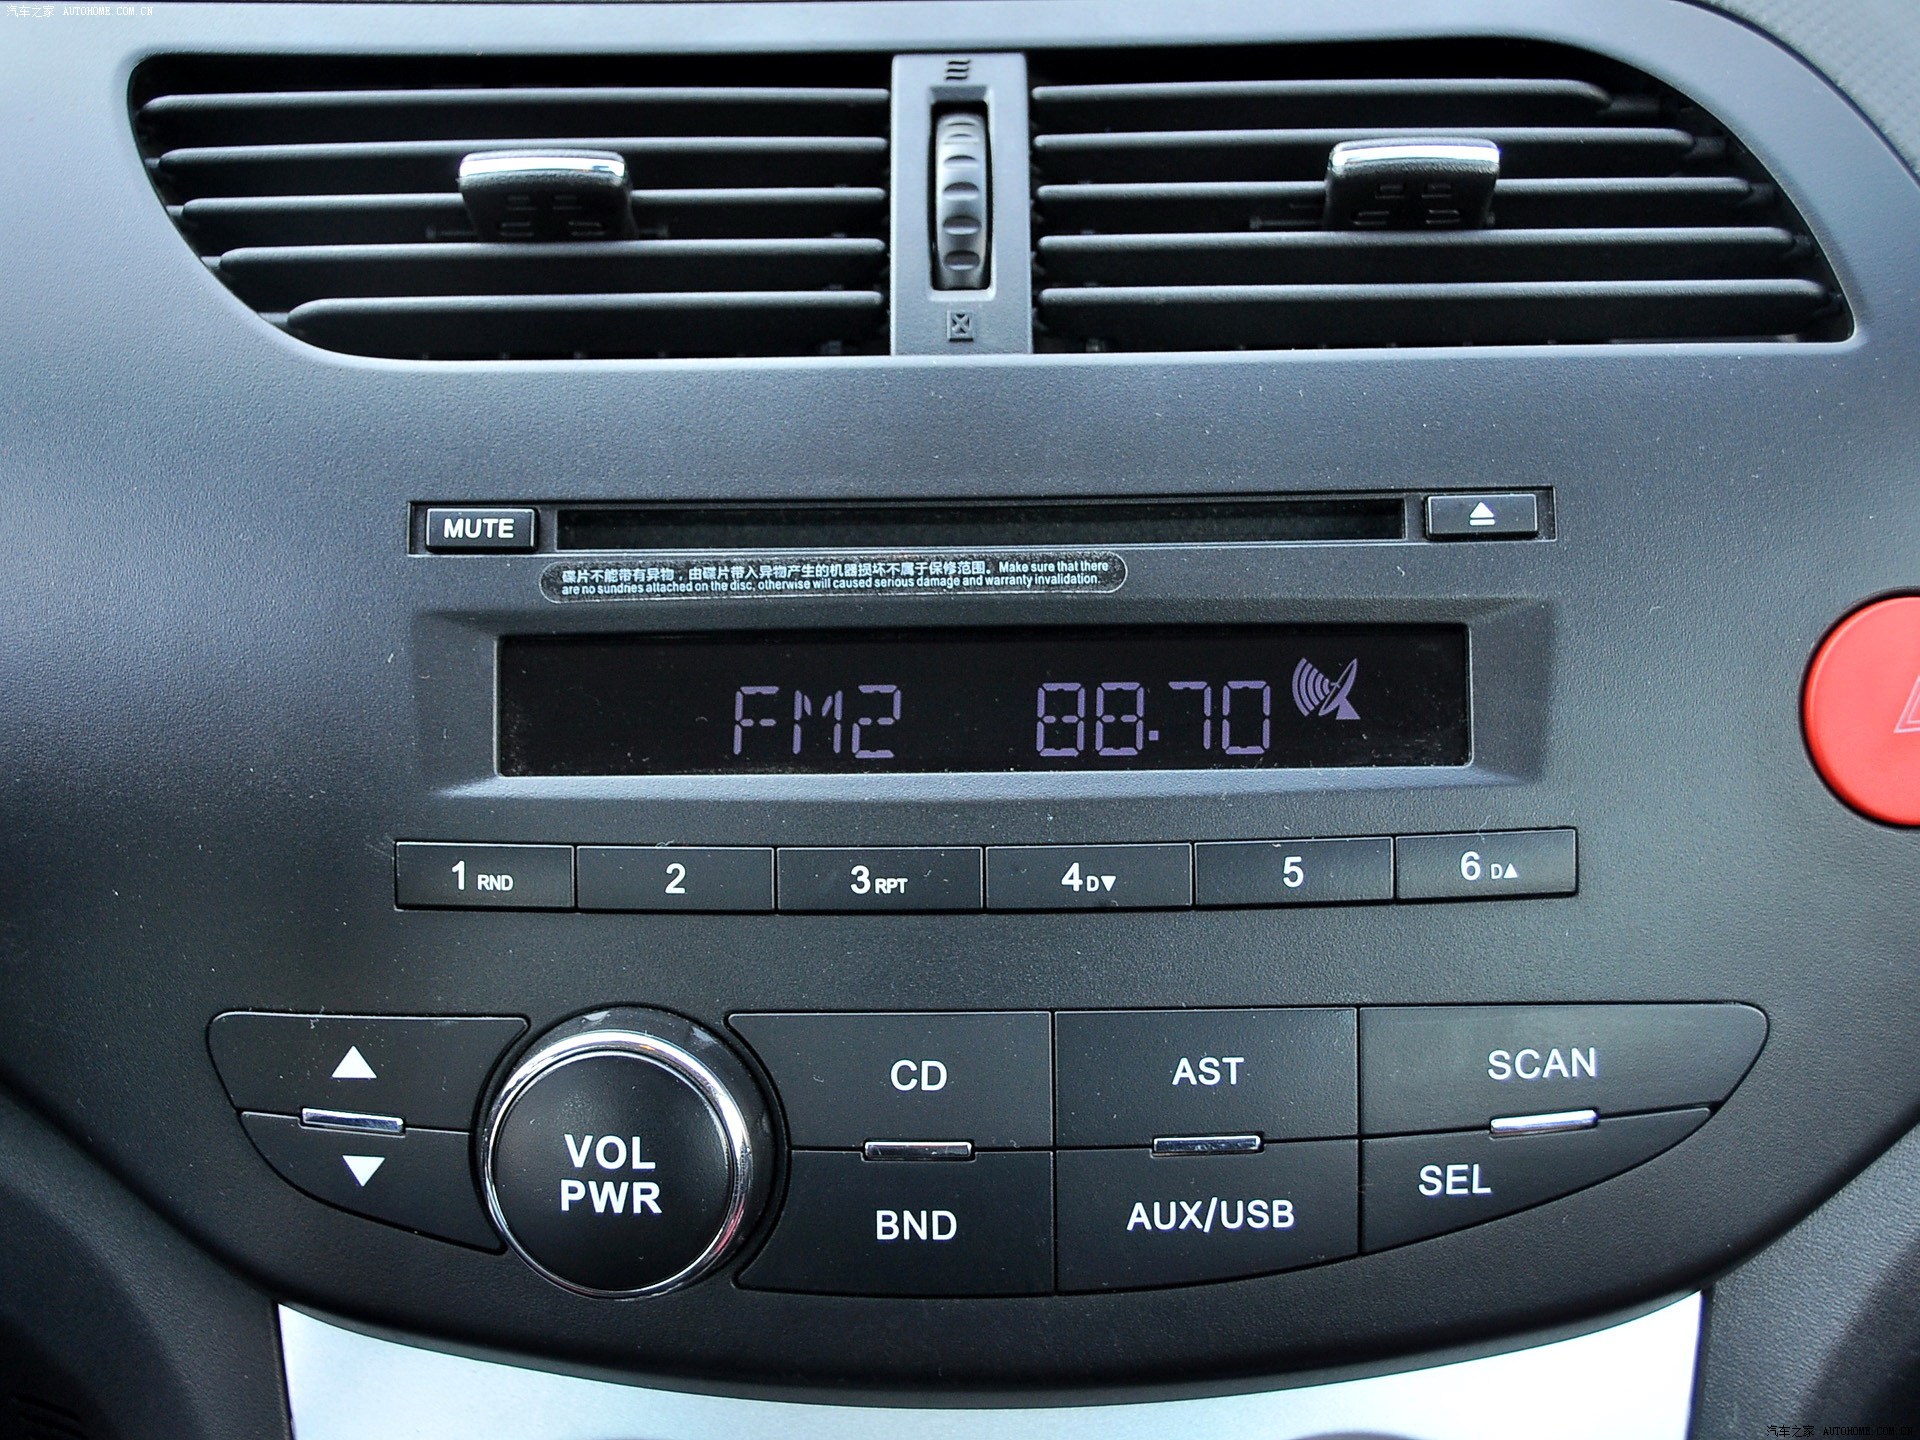 汽车之家 AUTOHOME.COM.CN
MUTE
碟片不能带有异物，由碟片带入异物产生的机器损坏不属于保修范围。Make sure that there
are no sundries attached on the disc, otherwise will caused serious damage and warranty invalidation.
FM2 88.70
1 RND 2 3 RPT 4 D▼ 5 6 D▲
CD AST SCAN
VOL
PWR
BND AUX/USB SEL
汽车之家 AUTOHOME.COM.CN